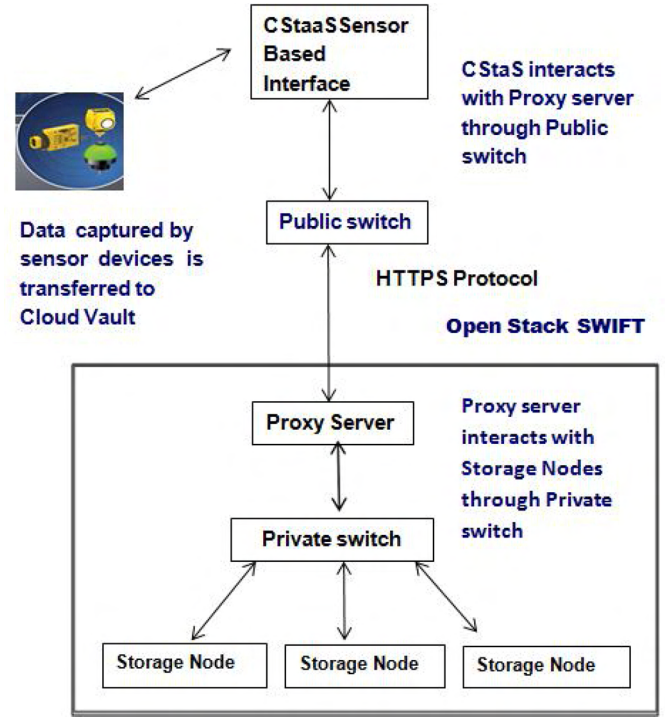 CStaaSSensor
Based
Interface
CStaS interacts
with Proxy server
through Public
switch
Public switch
Data captured by
sensor devices is
transferred to
Cloud Vault
HTTPS Protocol
Open Stack SWIFT
Proxy Server
Proxy server
interacts with
Storage Nodes
through Private
switch
Private switch
Storage Node
Storage Node
Storage Node